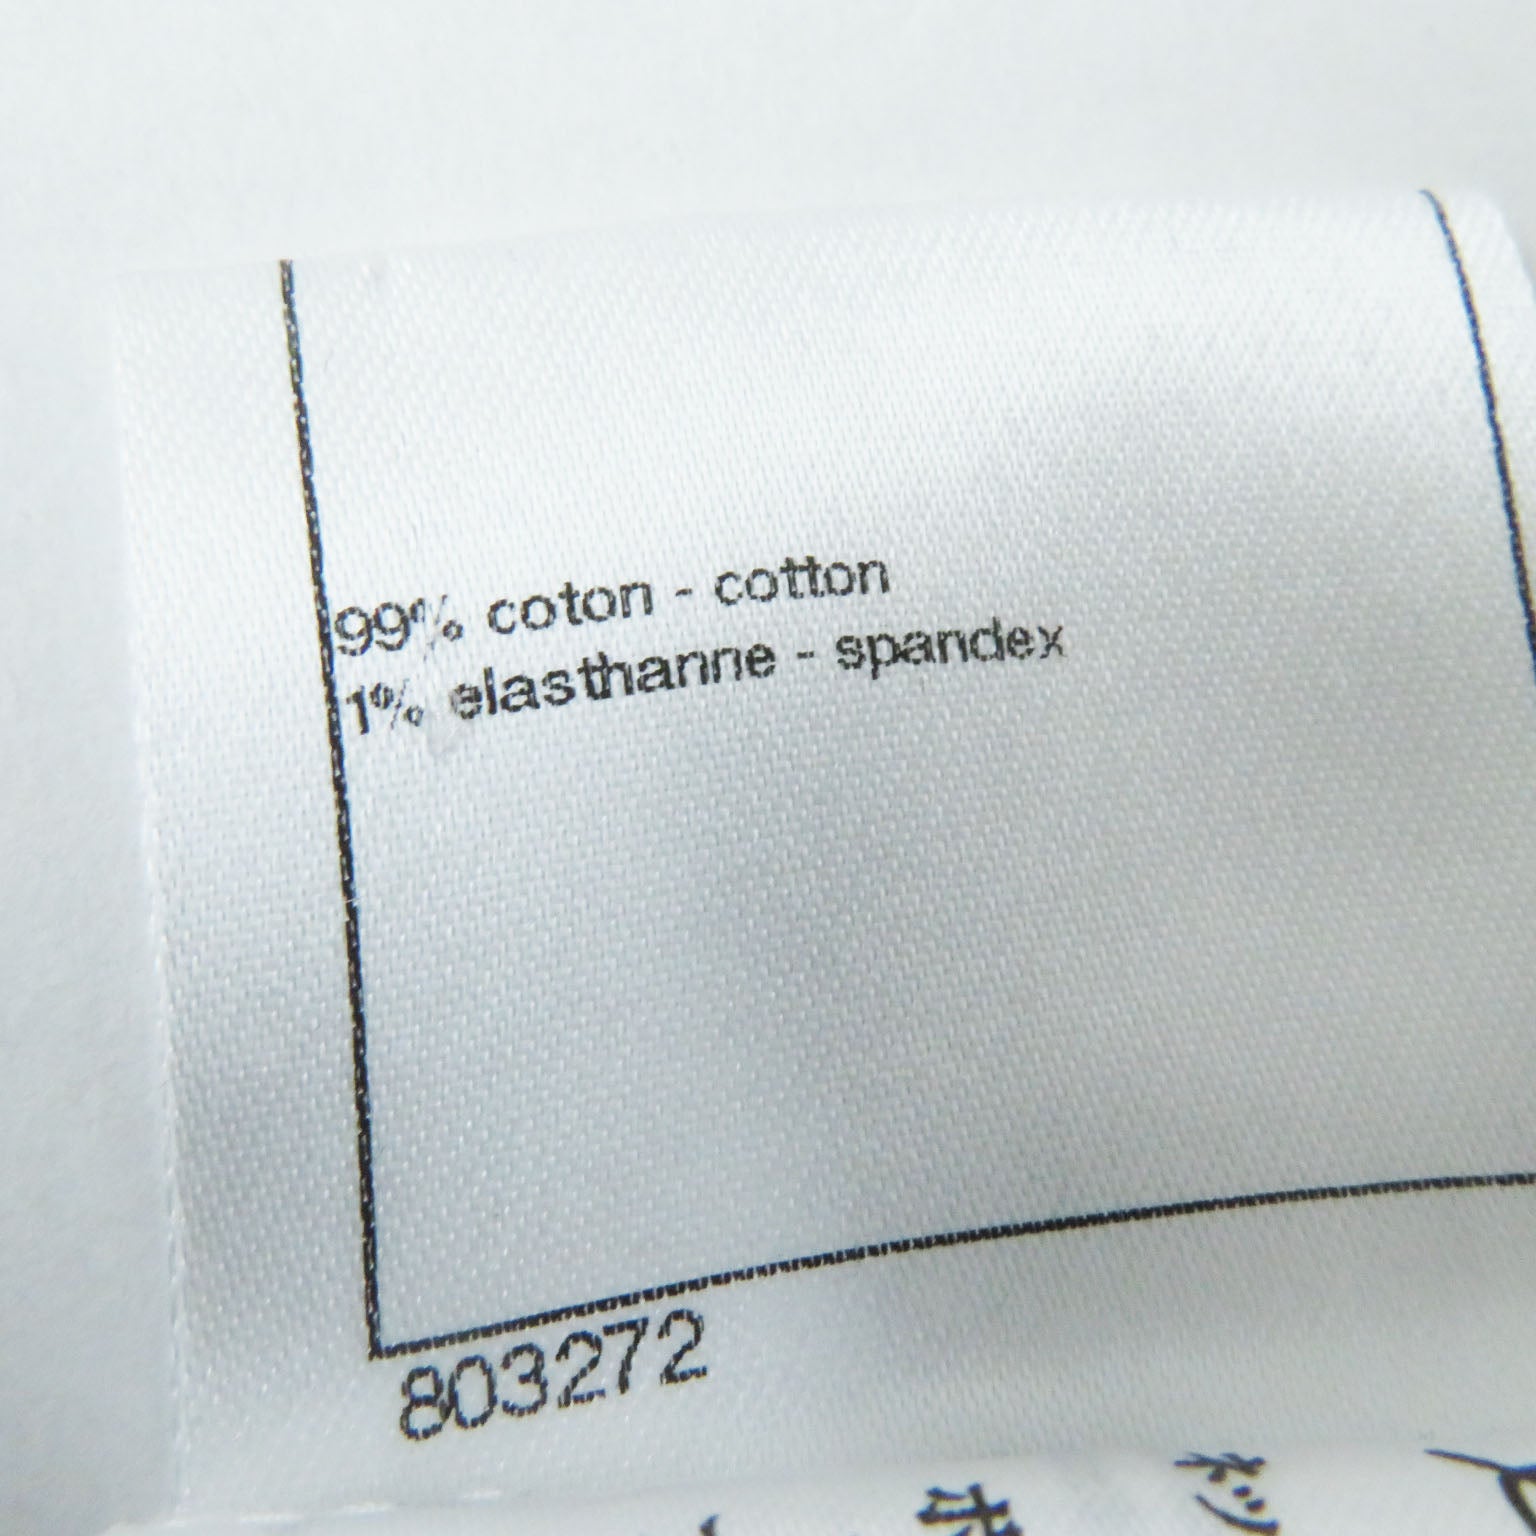 99% coton - cotton
1% elasthanne - spandex
803272